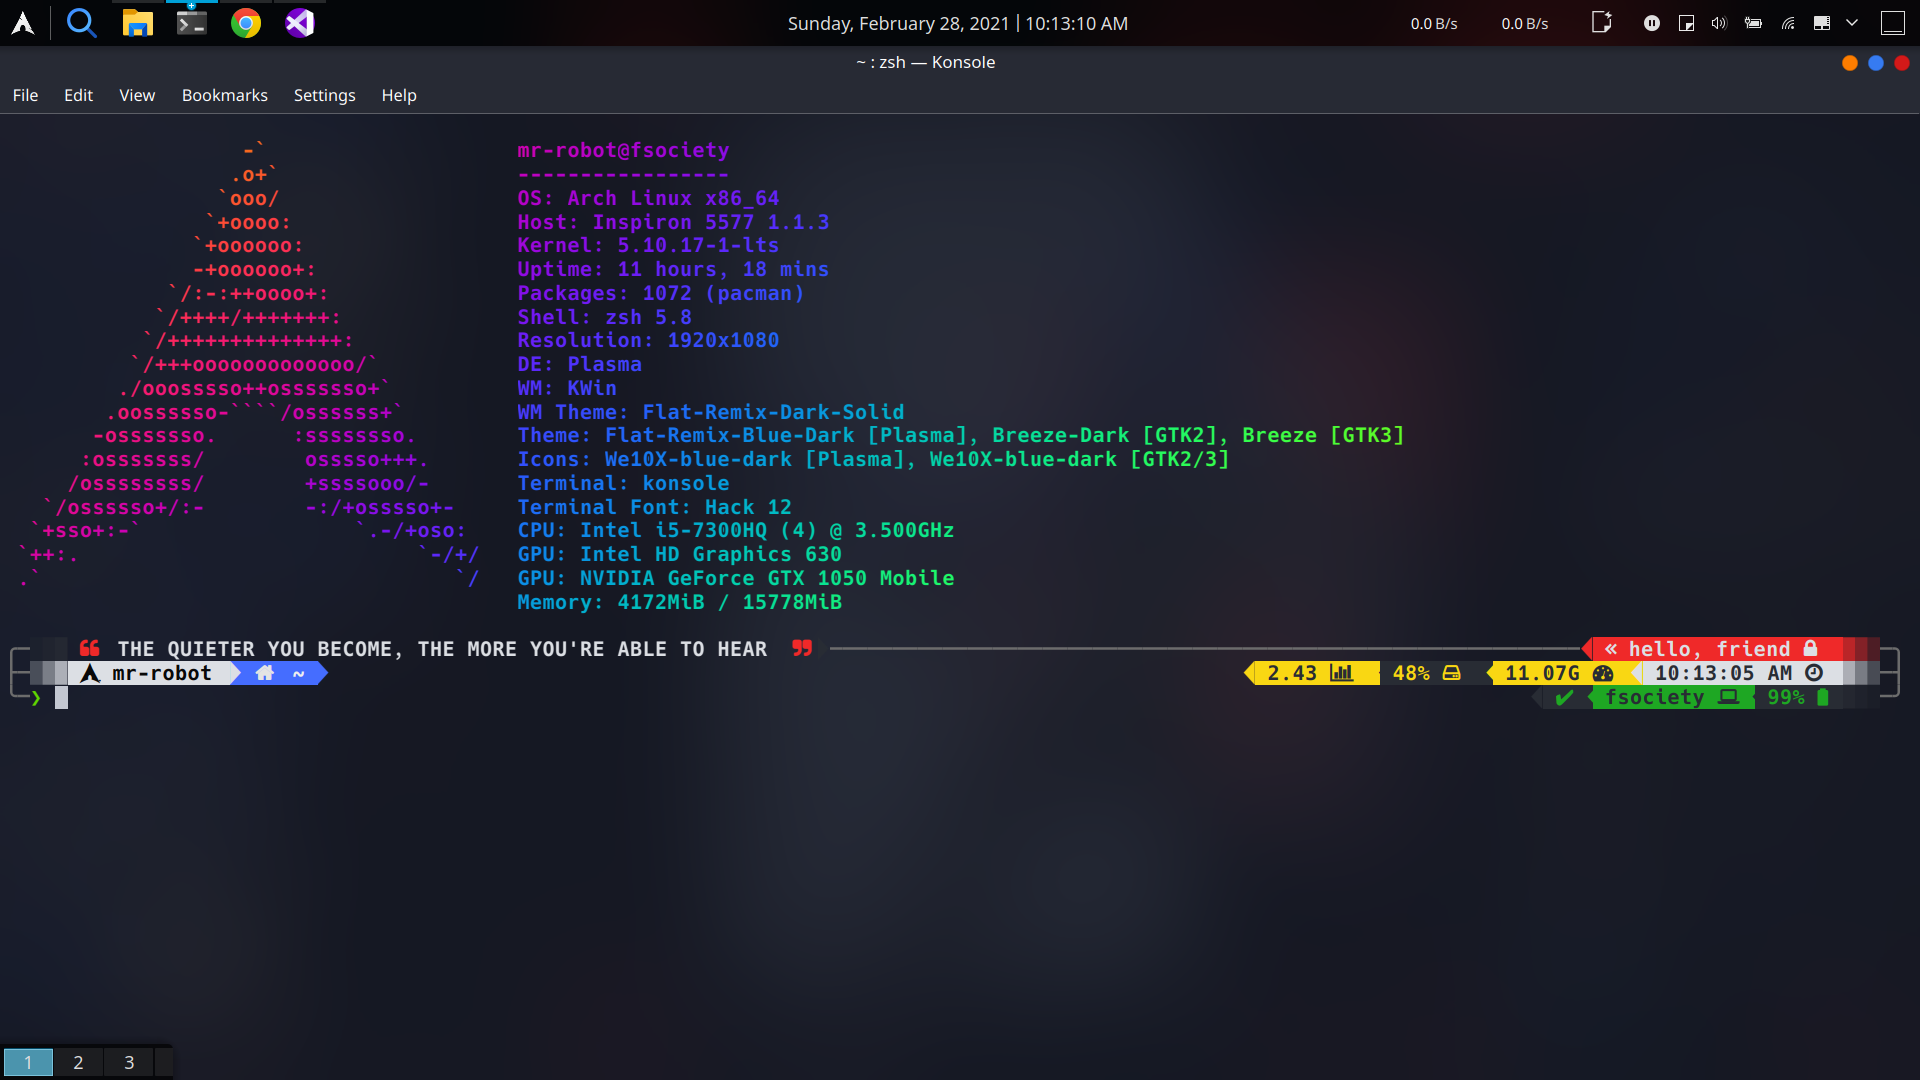 Sunday, February 28, 2021 | 10:13:10 AM
0.0 B/s 0.0 B/s
~ : zsh — Konsole
File Edit View Bookmarks Settings Help
-`
.o+`
`ooo/
`+oooo:
`+oooooo:
-+oooooo+:
`/:-:++oooo+:
`/++++/+++++++:
`/++++++++++++++:
`/+++ooooooooooooo/`
./ooosssso++osssssso+`
.oossssso-````/ossssss+`
-osssssso. :ssssssso.
:osssssss/ osssso+++.
/ossssssss/ +ssssooo/-
`/ossssso+/:- -:/+osssso+-
`+sso+:-` `.-/+oso:
`++:. `-/+/
.` `/
mr-robot@fsociety
-----------------
OS: Arch Linux x86_64
Host: Inspiron 5577 1.1.3
Kernel: 5.10.17-1-lts
Uptime: 11 hours, 18 mins
Packages: 1072 (pacman)
Shell: zsh 5.8
Resolution: 1920x1080
DE: Plasma
WM: KWin
WM Theme: Flat-Remix-Dark-Solid
Theme: Flat-Remix-Blue-Dark [Plasma], Breeze-Dark [GTK2], Breeze [GTK3]
Icons: We10X-blue-dark [Plasma], We10X-blue-dark [GTK2/3]
Terminal: konsole
Terminal Font: Hack 12
CPU: Intel i5-7300HQ (4) @ 3.500GHz
GPU: Intel HD Graphics 630
GPU: NVIDIA GeForce GTX 1050 Mobile
Memory: 4172MiB / 15778MiB
❝ THE QUIETER YOU BECOME, THE MORE YOU'RE ABLE TO HEAR ❞ « hello, friend
mr-robot ~ 2.43 48% 11.07G 10:13:05 AM
❯ ✔ fsociety 99%
1 2 3